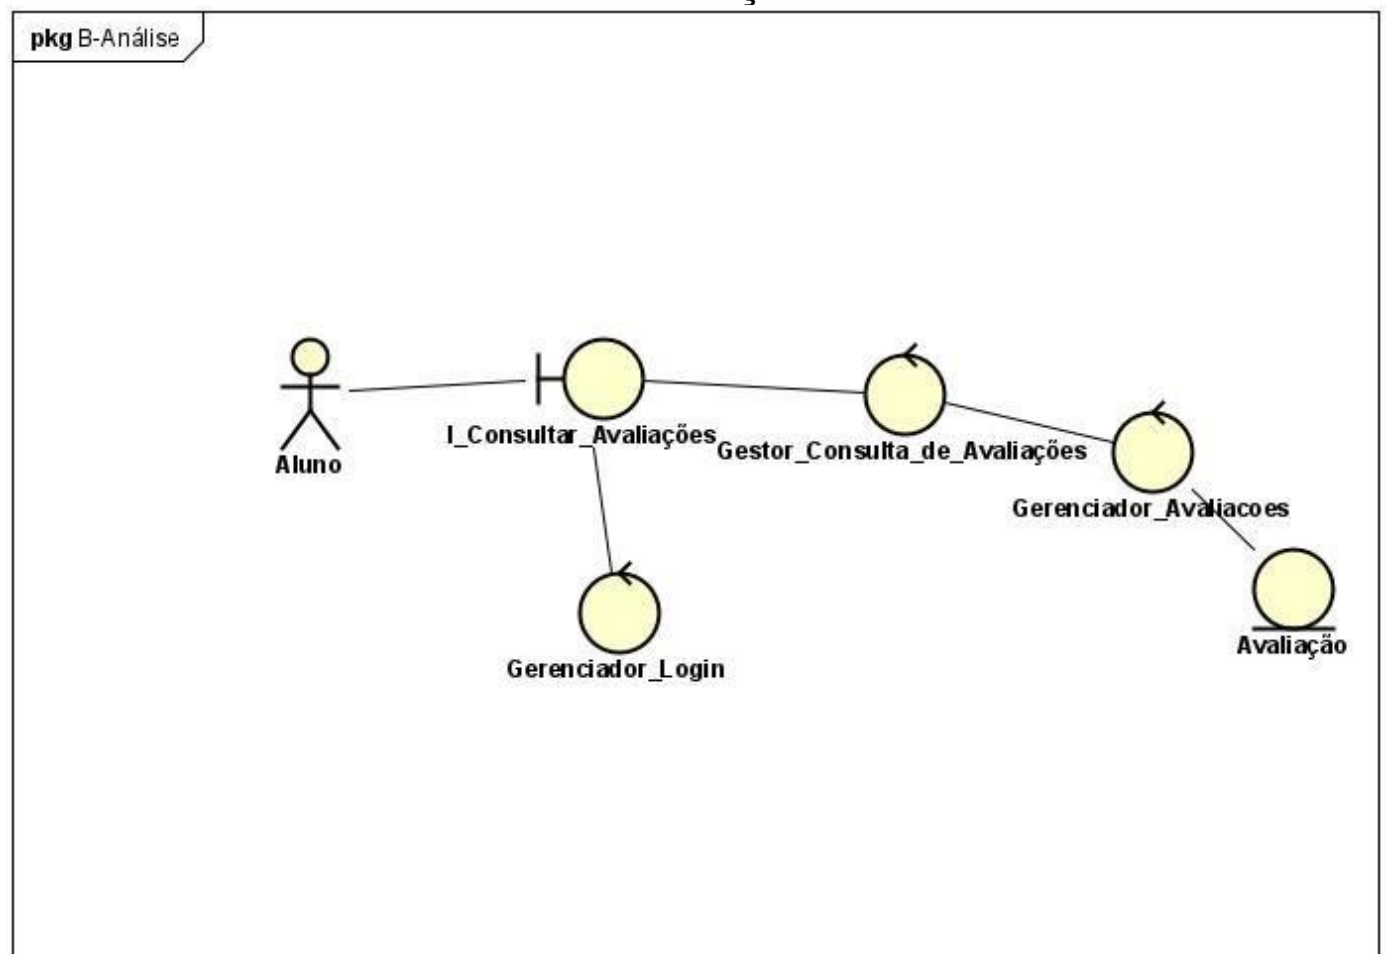 pkg B-Análise
I_Consultar_Avaliações
Gestor_Consulta_de_Avaliações
Aluno
Gerenciador_Avaliacoes
Avaliação
Gerenciador_Login